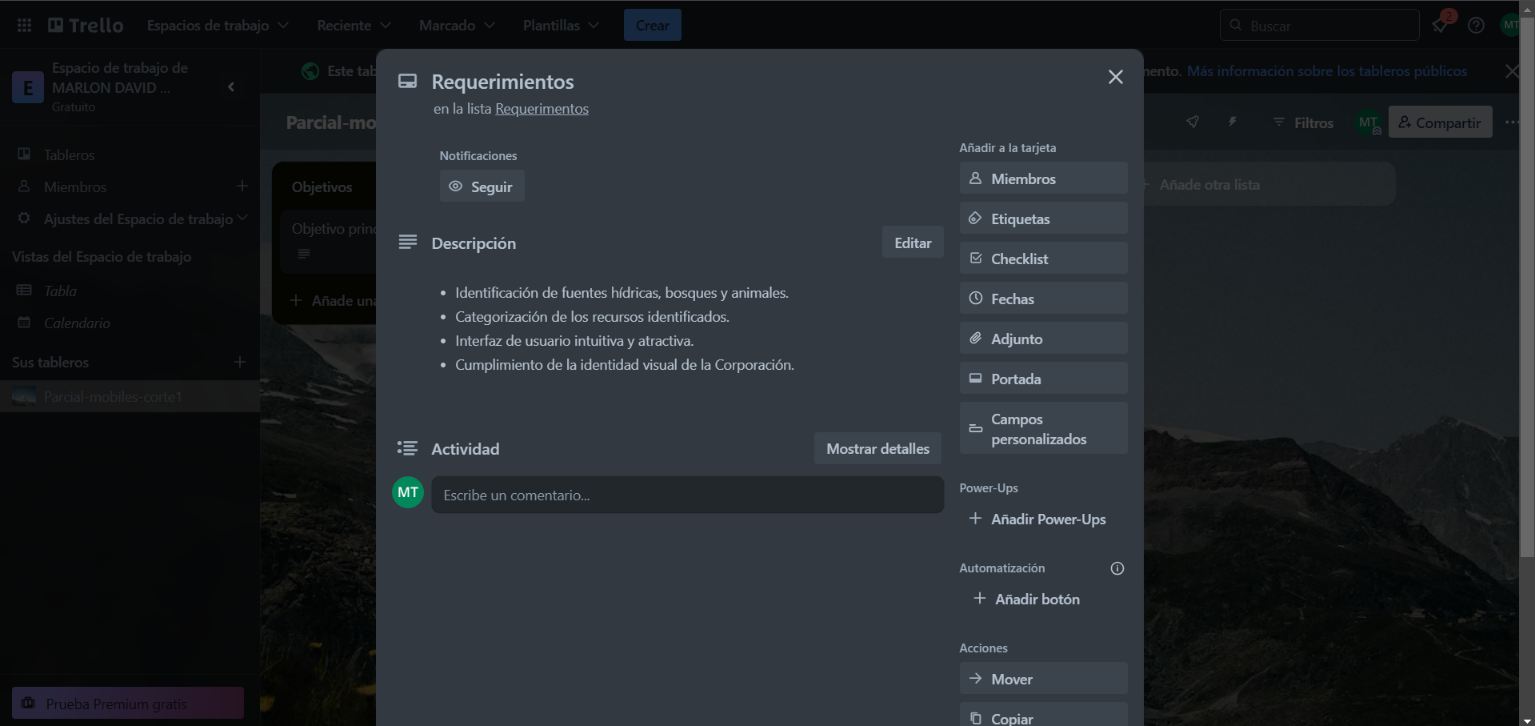 Trello
Espacios de trabajo
Reciente
Marcado
Plantillas
Crear
Buscar
2
MT
E
Espacio de trabajo de
MARLON DAVID ...
Gratuito
Este tab
mento. Más información sobre los tableros públicos
Parcial-mo
Filtros
MT
Compartir
Tableros
Miembros
Ajustes del Espacio de trabajo
Vistas del Espacio de trabajo
Tabla
Calendario
Sus tableros
Parcial-mobiles-corte1
Prueba Premium gratis
Objetivos
Objetivo princ
Añade una
Añade otra lista
Requerimientos
en la lista Requerimentos
Notificaciones
Seguir
Descripción
Editar
• Identificación de fuentes hídricas, bosques y animales.
• Categorización de los recursos identificados.
• Interfaz de usuario intuitiva y atractiva.
• Cumplimiento de la identidad visual de la Corporación.
Actividad
Mostrar detalles
MT
Escribe un comentario...
Añadir a la tarjeta
Miembros
Etiquetas
Checklist
Fechas
Adjunto
Portada
Campos
personalizados
Power-Ups
Añadir Power-Ups
Automatización
Añadir botón
Acciones
Mover
Copiar